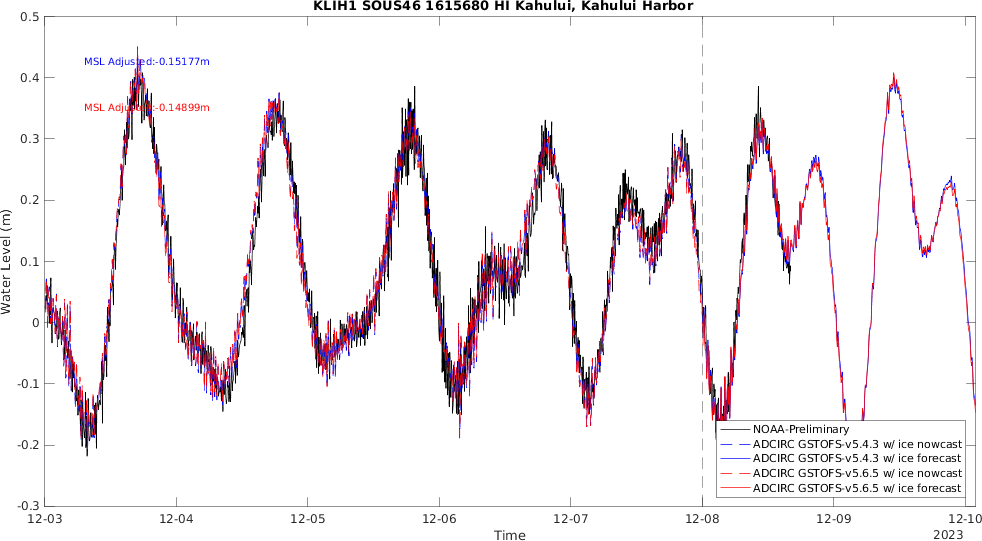 KLIH1 SOUS46 1615680 HI Kahului, Kahului Harbor
0.5
0.4
0.3
0.2
0.1
0
-0.1
-0.2
-0.3
Water Level (m)
MSL Adjusted:-0.15177m
MSL Adjusted:-0.14899m
NOAA-Preliminary
ADCIRC GSTOFS-v5.4.3 w/ ice nowcast
ADCIRC GSTOFS-v5.4.3 w/ ice forecast
ADCIRC GSTOFS-v5.6.5 w/ ice nowcast
ADCIRC GSTOFS-v5.6.5 w/ ice forecast
12-03 12-04 12-05 12-06 12-07 12-08 12-09 12-10
Time
2023